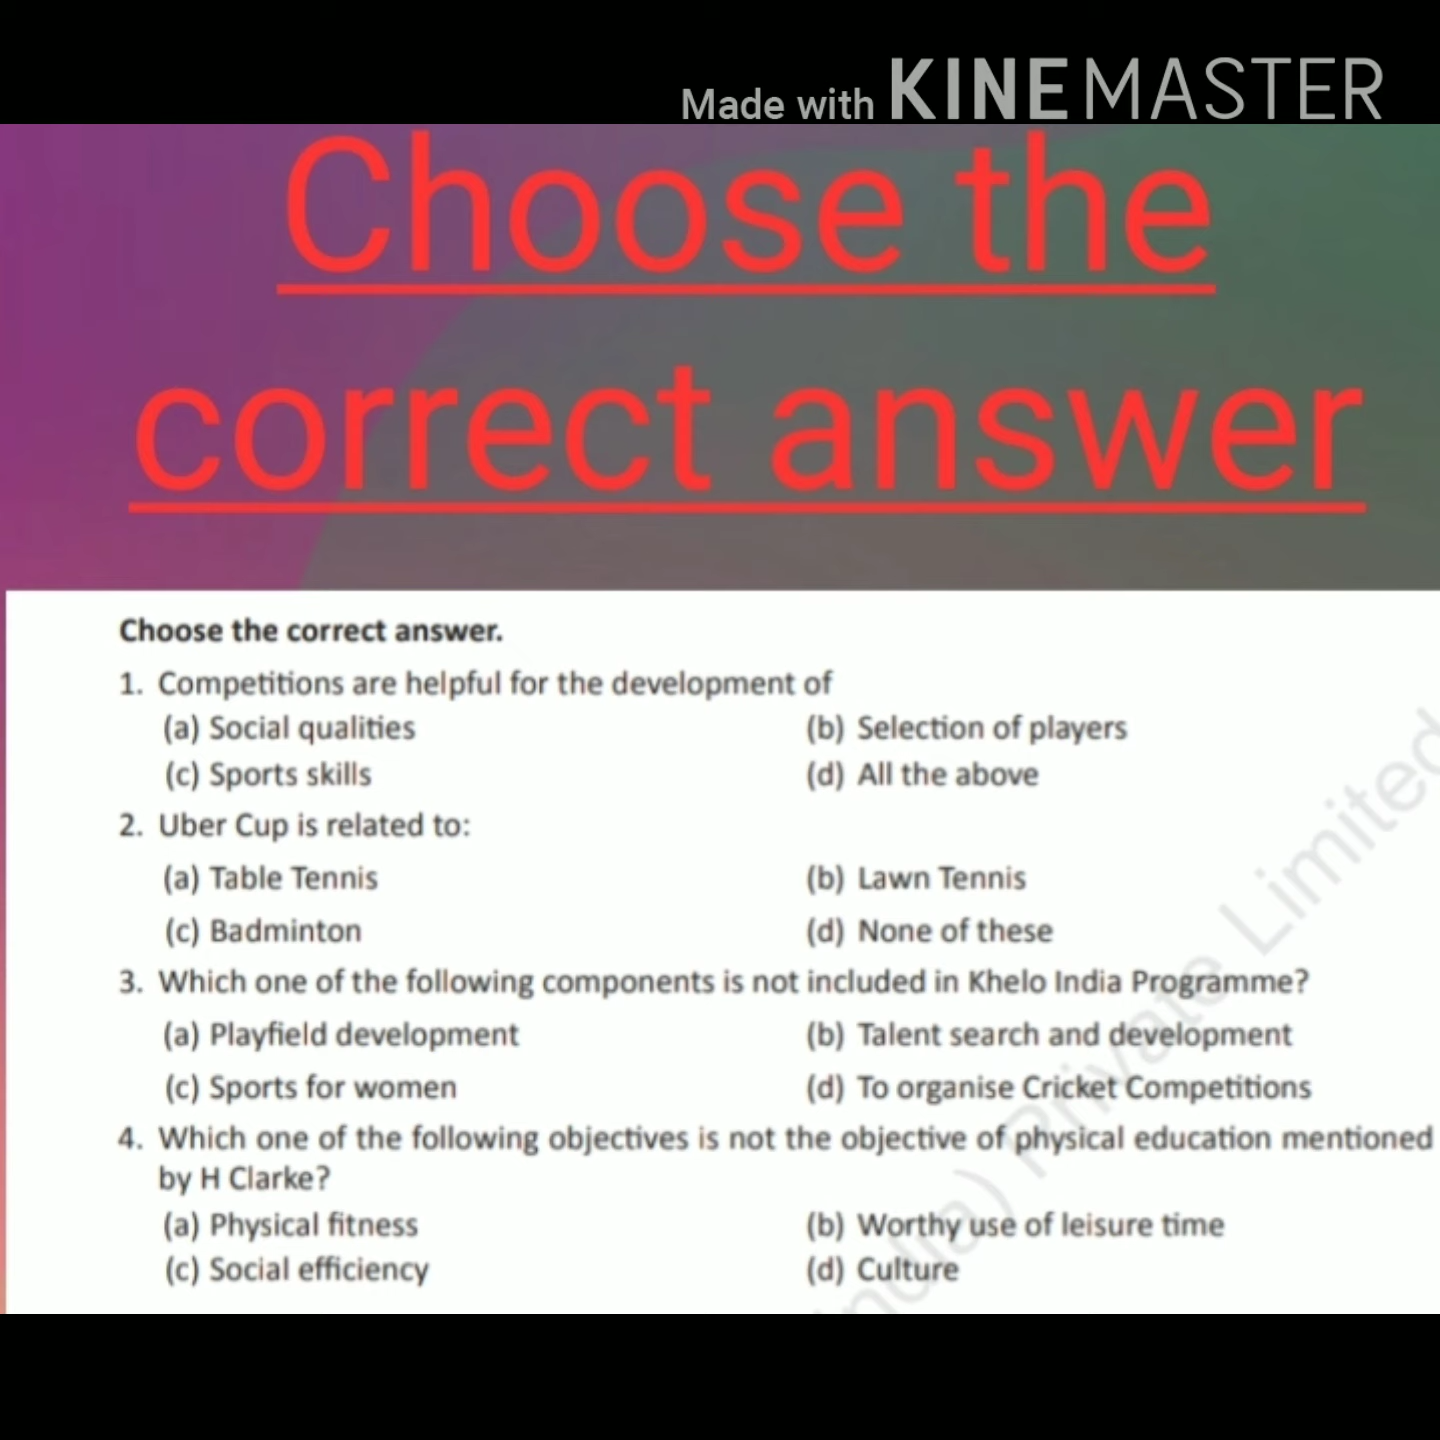 Made with KINEMASTER
Choose the
correct answer
Choose the correct answer.
1. Competitions are helpful for the development of
(a) Social qualities (b) Selection of players
(c) Sports skills (d) All the above
2. Uber Cup is related to:
(a) Table Tennis (b) Lawn Tennis
(c) Badminton (d) None of these
3. Which one of the following components is not included in Khelo India Programme?
(a) Playfield development (b) Talent search and development
(c) Sports for women (d) To organise Cricket Competitions
4. Which one of the following objectives is not the objective of physical education mentioned
by H Clarke?
(a) Physical fitness (b) Worthy use of leisure time
(c) Social efficiency (d) Culture
India) Private Limited